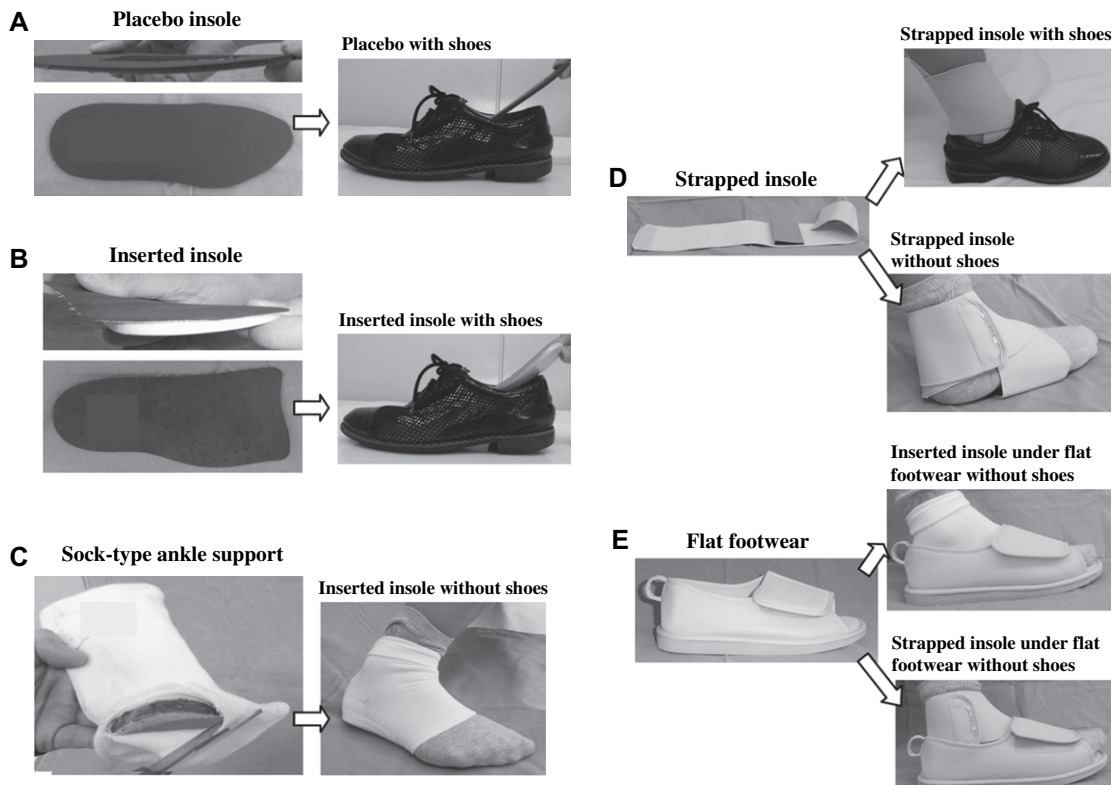 A
Placebo insole
Placebo with shoes
B
Inserted insole
Inserted insole with shoes
C
Sock-type ankle support
Inserted insole without shoes
D
Strapped insole
Strapped insole with shoes
Strapped insole
without shoes
E
Flat footwear
Inserted insole under flat
footwear without shoes
Strapped insole under flat
footwear without shoes